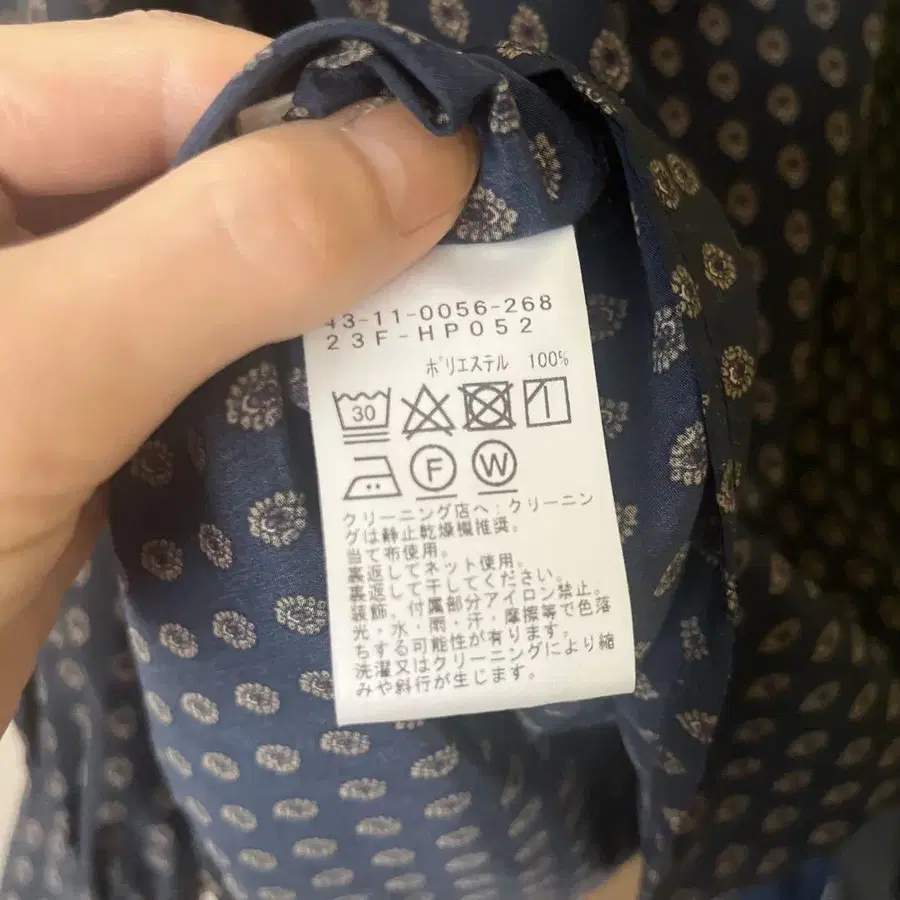 43-11-0056-268
23F-HP052
ポリエステル 100%
30
F W
クリーニング店へ:クリーニン
グは静止乾燥機推奨。
当て布使用。
裏返してネット使用。
裏返して干してください。
装飾、付属部分アイロン禁止。
光・水・雨・汗・摩擦等で色落
ちする可能性が有ります。
洗濯又はクリーニングにより縮
みや斜行が生じます。